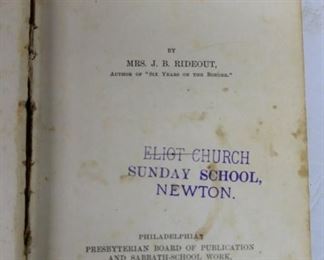 BY
MRS. J. B. RIDEOUT,
AUTHOR OF "SIX YEARS ON THE BORDER."
ELIOT CHURCH
SUNDAY SCHOOL,
NEWTON.
PHILADELPHIA:
PRESBYTERIAN BOARD OF PUBLICATION
AND SABBATH-SCHOOL WORK,